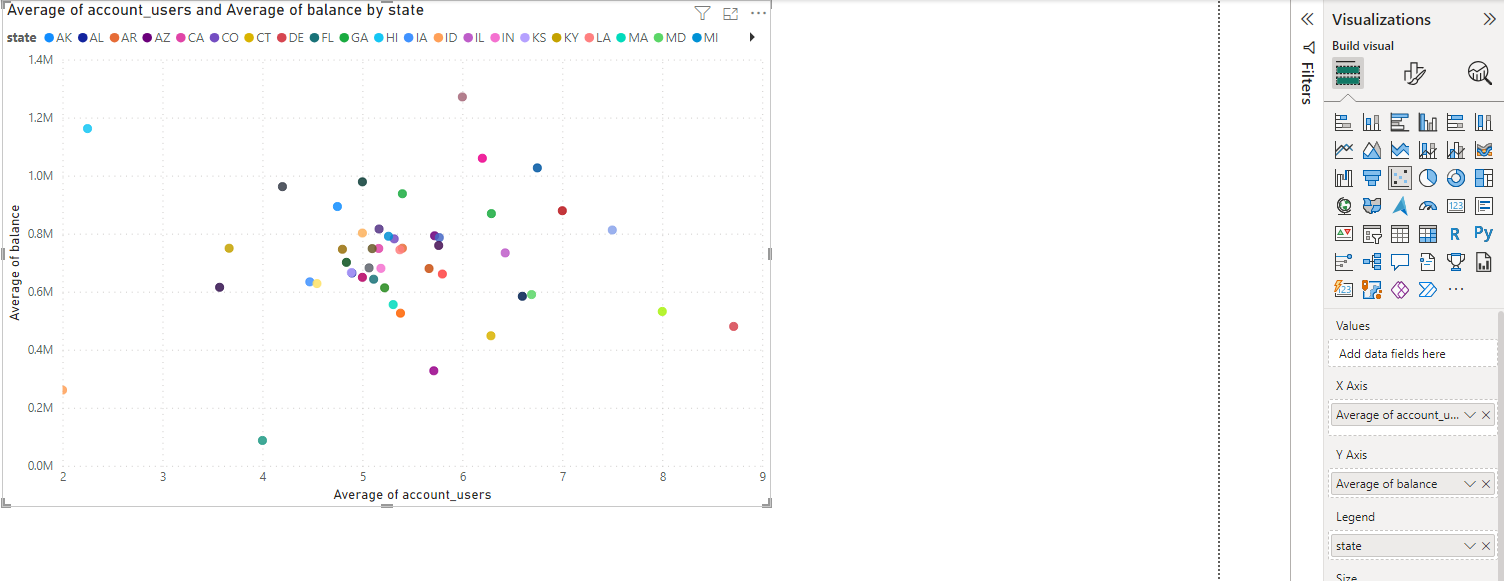 Average of account_users and Average of balance by state
state AK AL AR AZ CA CO CT DE FL GA HI IA ID IL IN KS KY LA MA MD MI
1.4M
1.2M
1.0M
0.8M
0.6M
0.4M
0.2M
0.0M
Average of balance
2 3 4 5 6 7 8 9
Average of account_users
Filters
Visualizations
Build visual
123
R Py
123
Values
Add data fields here
X Axis
Average of account_u...
Y Axis
Average of balance
Legend
state
Size